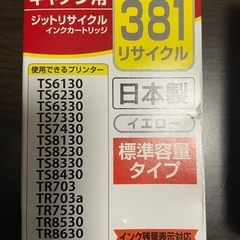 キヤノン用
ジットリサイクル
インクカートリッジ
381
リサイクル
使用できるプリンター
TS6130
TS6230
TS6330
TS7330
TS7430
TS8130
TS8230
TS8330
TS8430
TR703
TR703a
TR7530
TR8530
TR8630
日本製
イエロー
標準容量
タイプ
インク残量表示対応